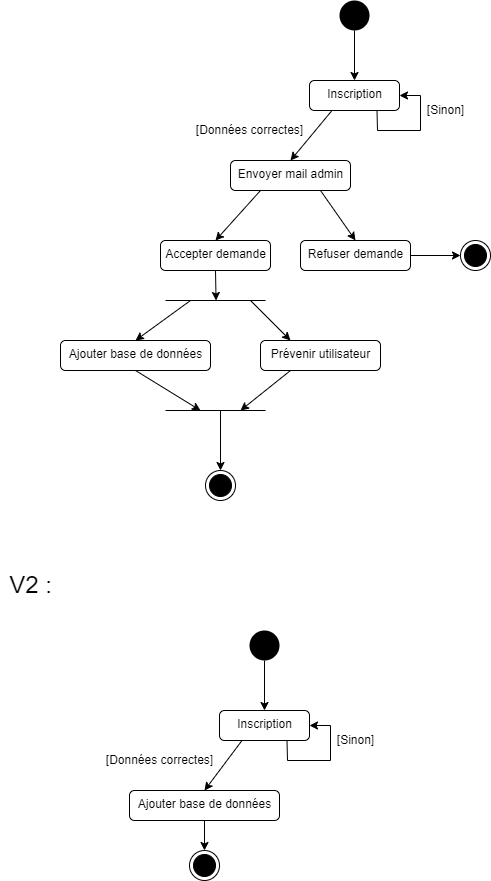 Inscription
[Sinon]
[Données correctes]
Envoyer mail admin
Accepter demande
Refuser demande
Ajouter base de données
Prévenir utilisateur
V2 :
Inscription
[Sinon]
[Données correctes]
Ajouter base de données